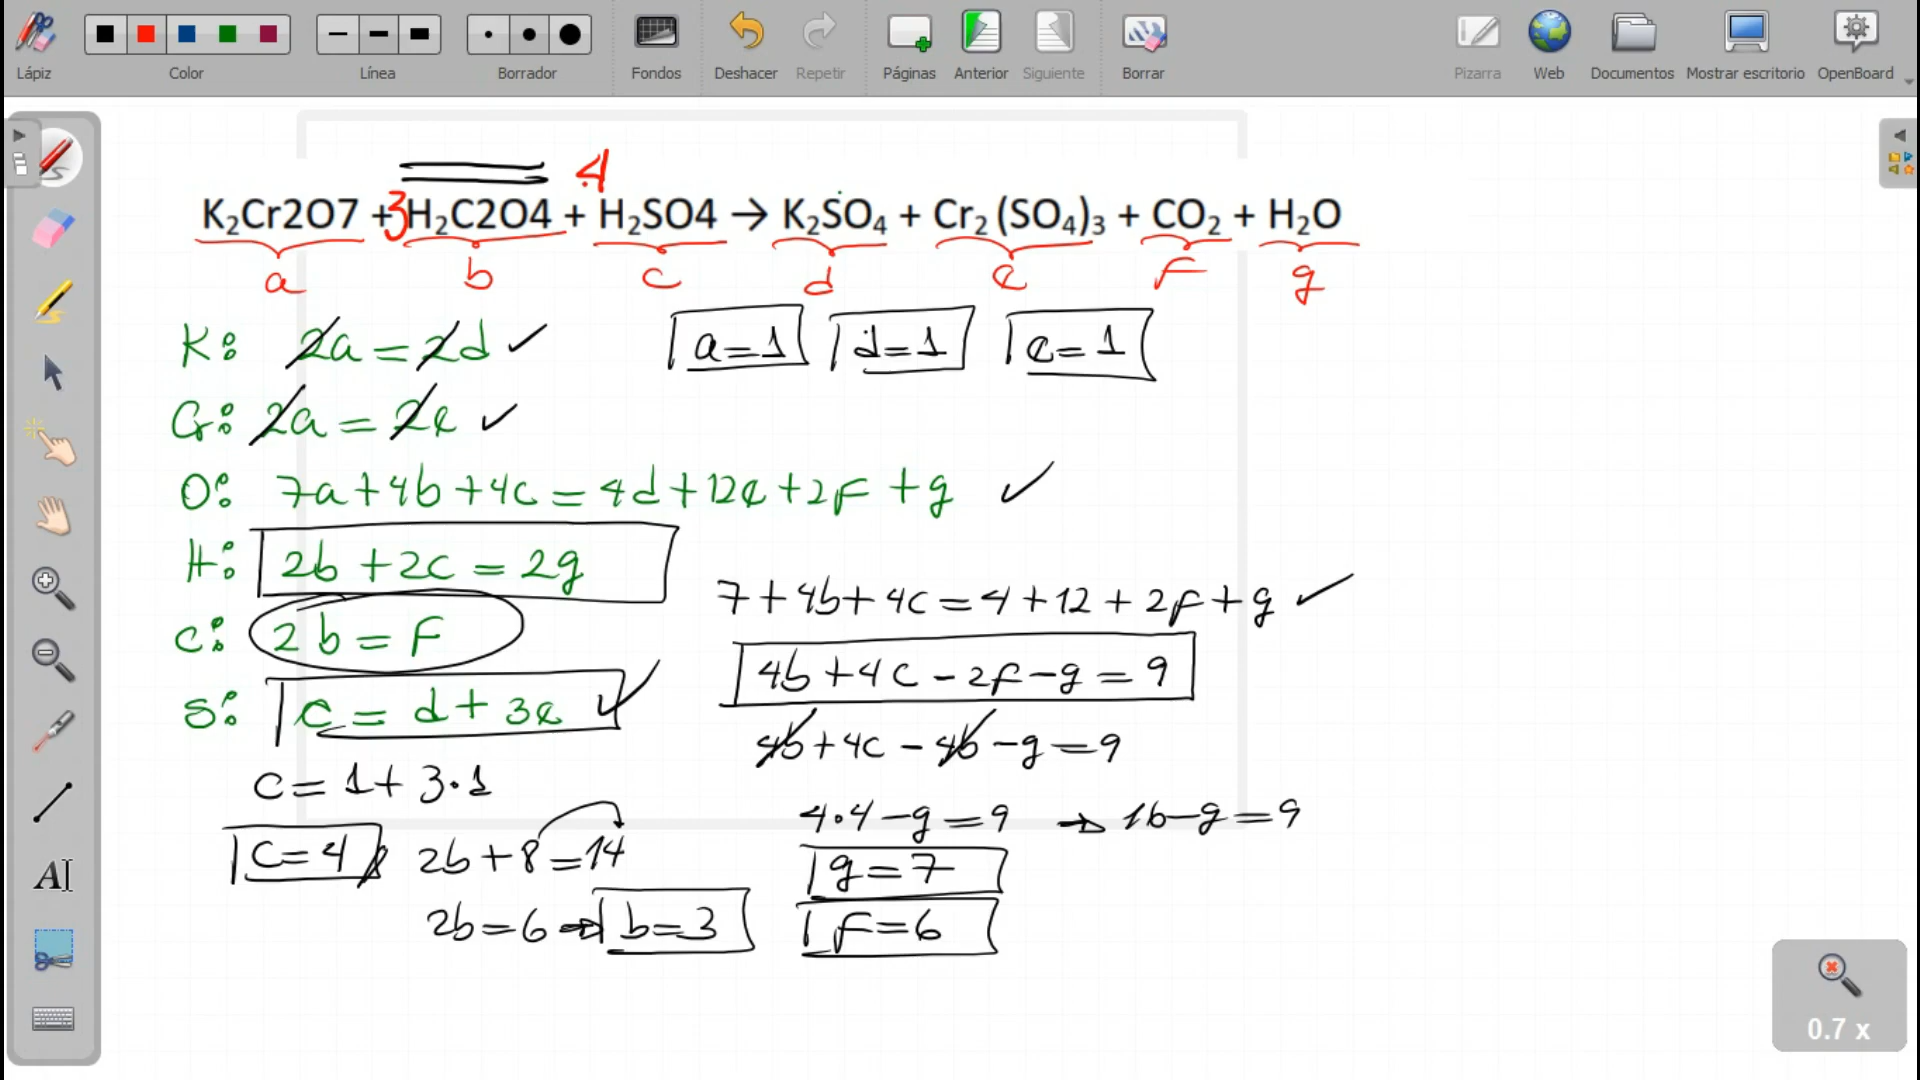 Lápiz Color Línea Borrador Fondos Deshacer Repetir Páginas Anterior Siguiente Borrar Pizarra Web Documentos Mostrar escritorio OpenBoard
4
K₂Cr2O7 + 3H₂C2O4 + H₂SO4 → K₂SO₄ + Cr₂ (SO₄)₃ + CO₂ + H₂O
a b c d e f g
K: 2a = 2d ✓ a=1 d=1 e=1
Cr: 2a = 2e ✓
O: 7a+4b+4c=4d+12e+2f+g ✓
H: 2b+2c=2g
7+4b+4c=4+12+2f+g ✓
C: 2b=F
4b+4c-2f-g=9
S: c=d+3e ✓
4b+4c-4b-g=9
c=1+3·1
4·4-g=9 → 16-g=9
c=4 2b+8=14
g=7
2b=6 → b=3
f=6
AI
0.7 x